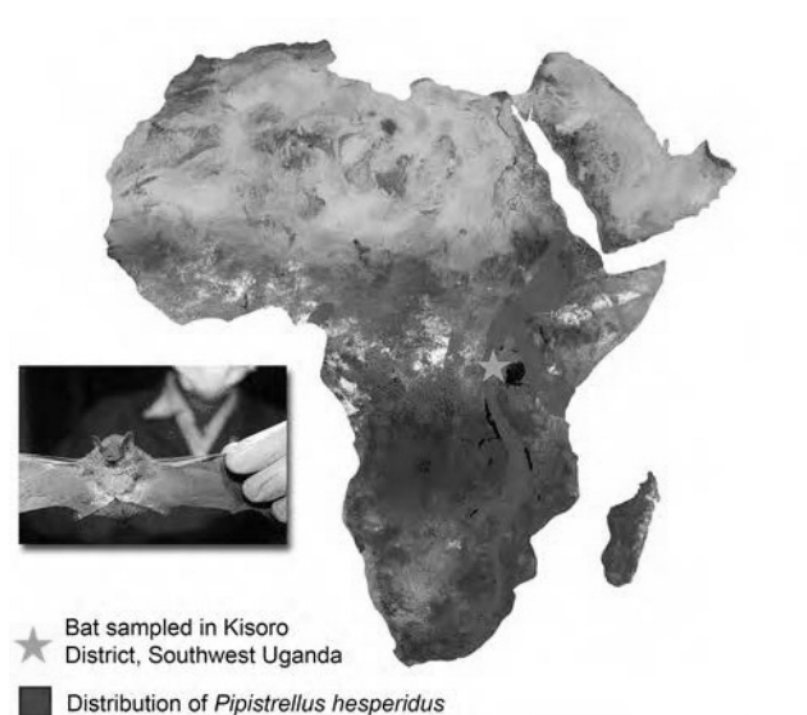 Bat sampled in Kisoro
District, Southwest Uganda
Distribution of Pipistrellus hesperidus